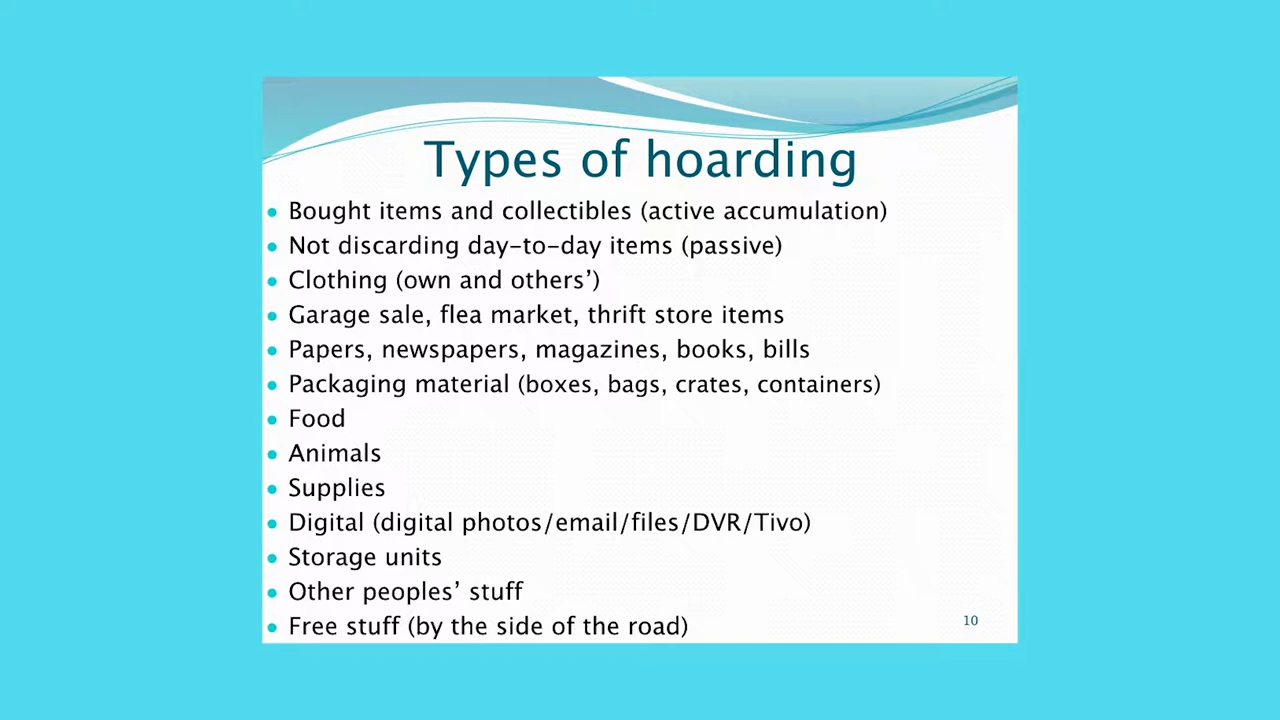 Types of hoarding
• Bought items and collectibles (active accumulation)
• Not discarding day-to-day items (passive)
• Clothing (own and others’)
• Garage sale, flea market, thrift store items
• Papers, newspapers, magazines, books, bills
• Packaging material (boxes, bags, crates, containers)
• Food
• Animals
• Supplies
• Digital (digital photos/email/files/DVR/Tivo)
• Storage units
• Other peoples’ stuff
• Free stuff (by the side of the road)
10